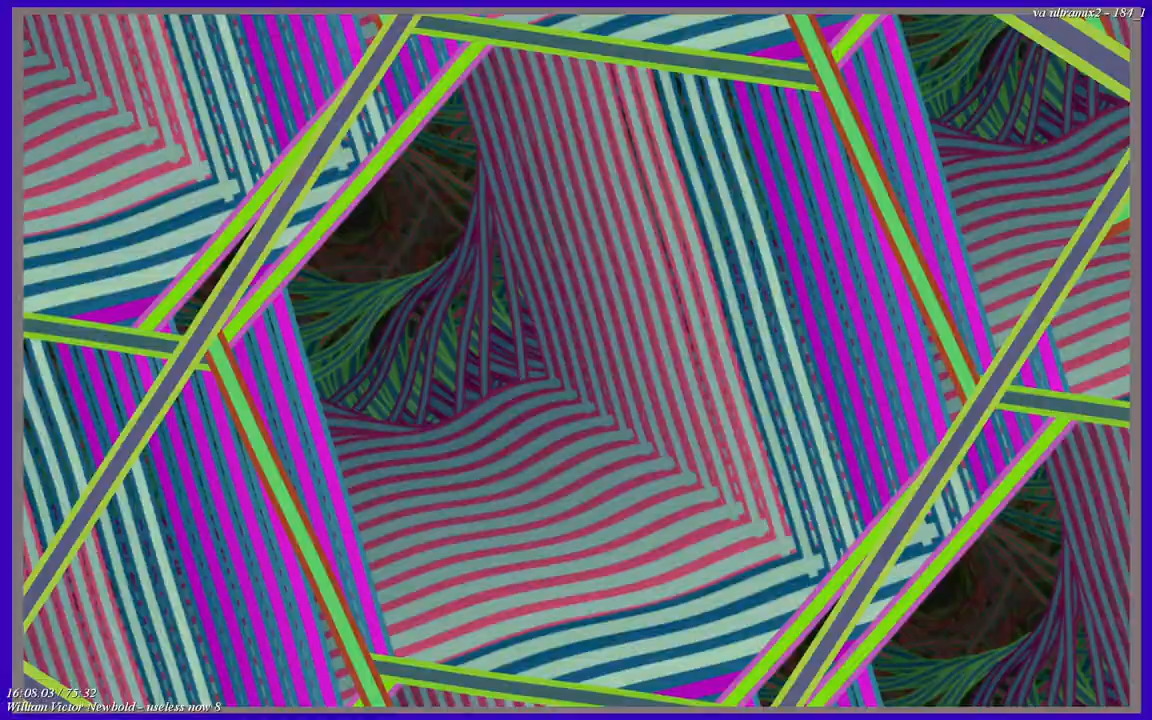 va ultramix2 - 184_1
16:08.03 / 75:32
William Victor Newbold - useless now 8